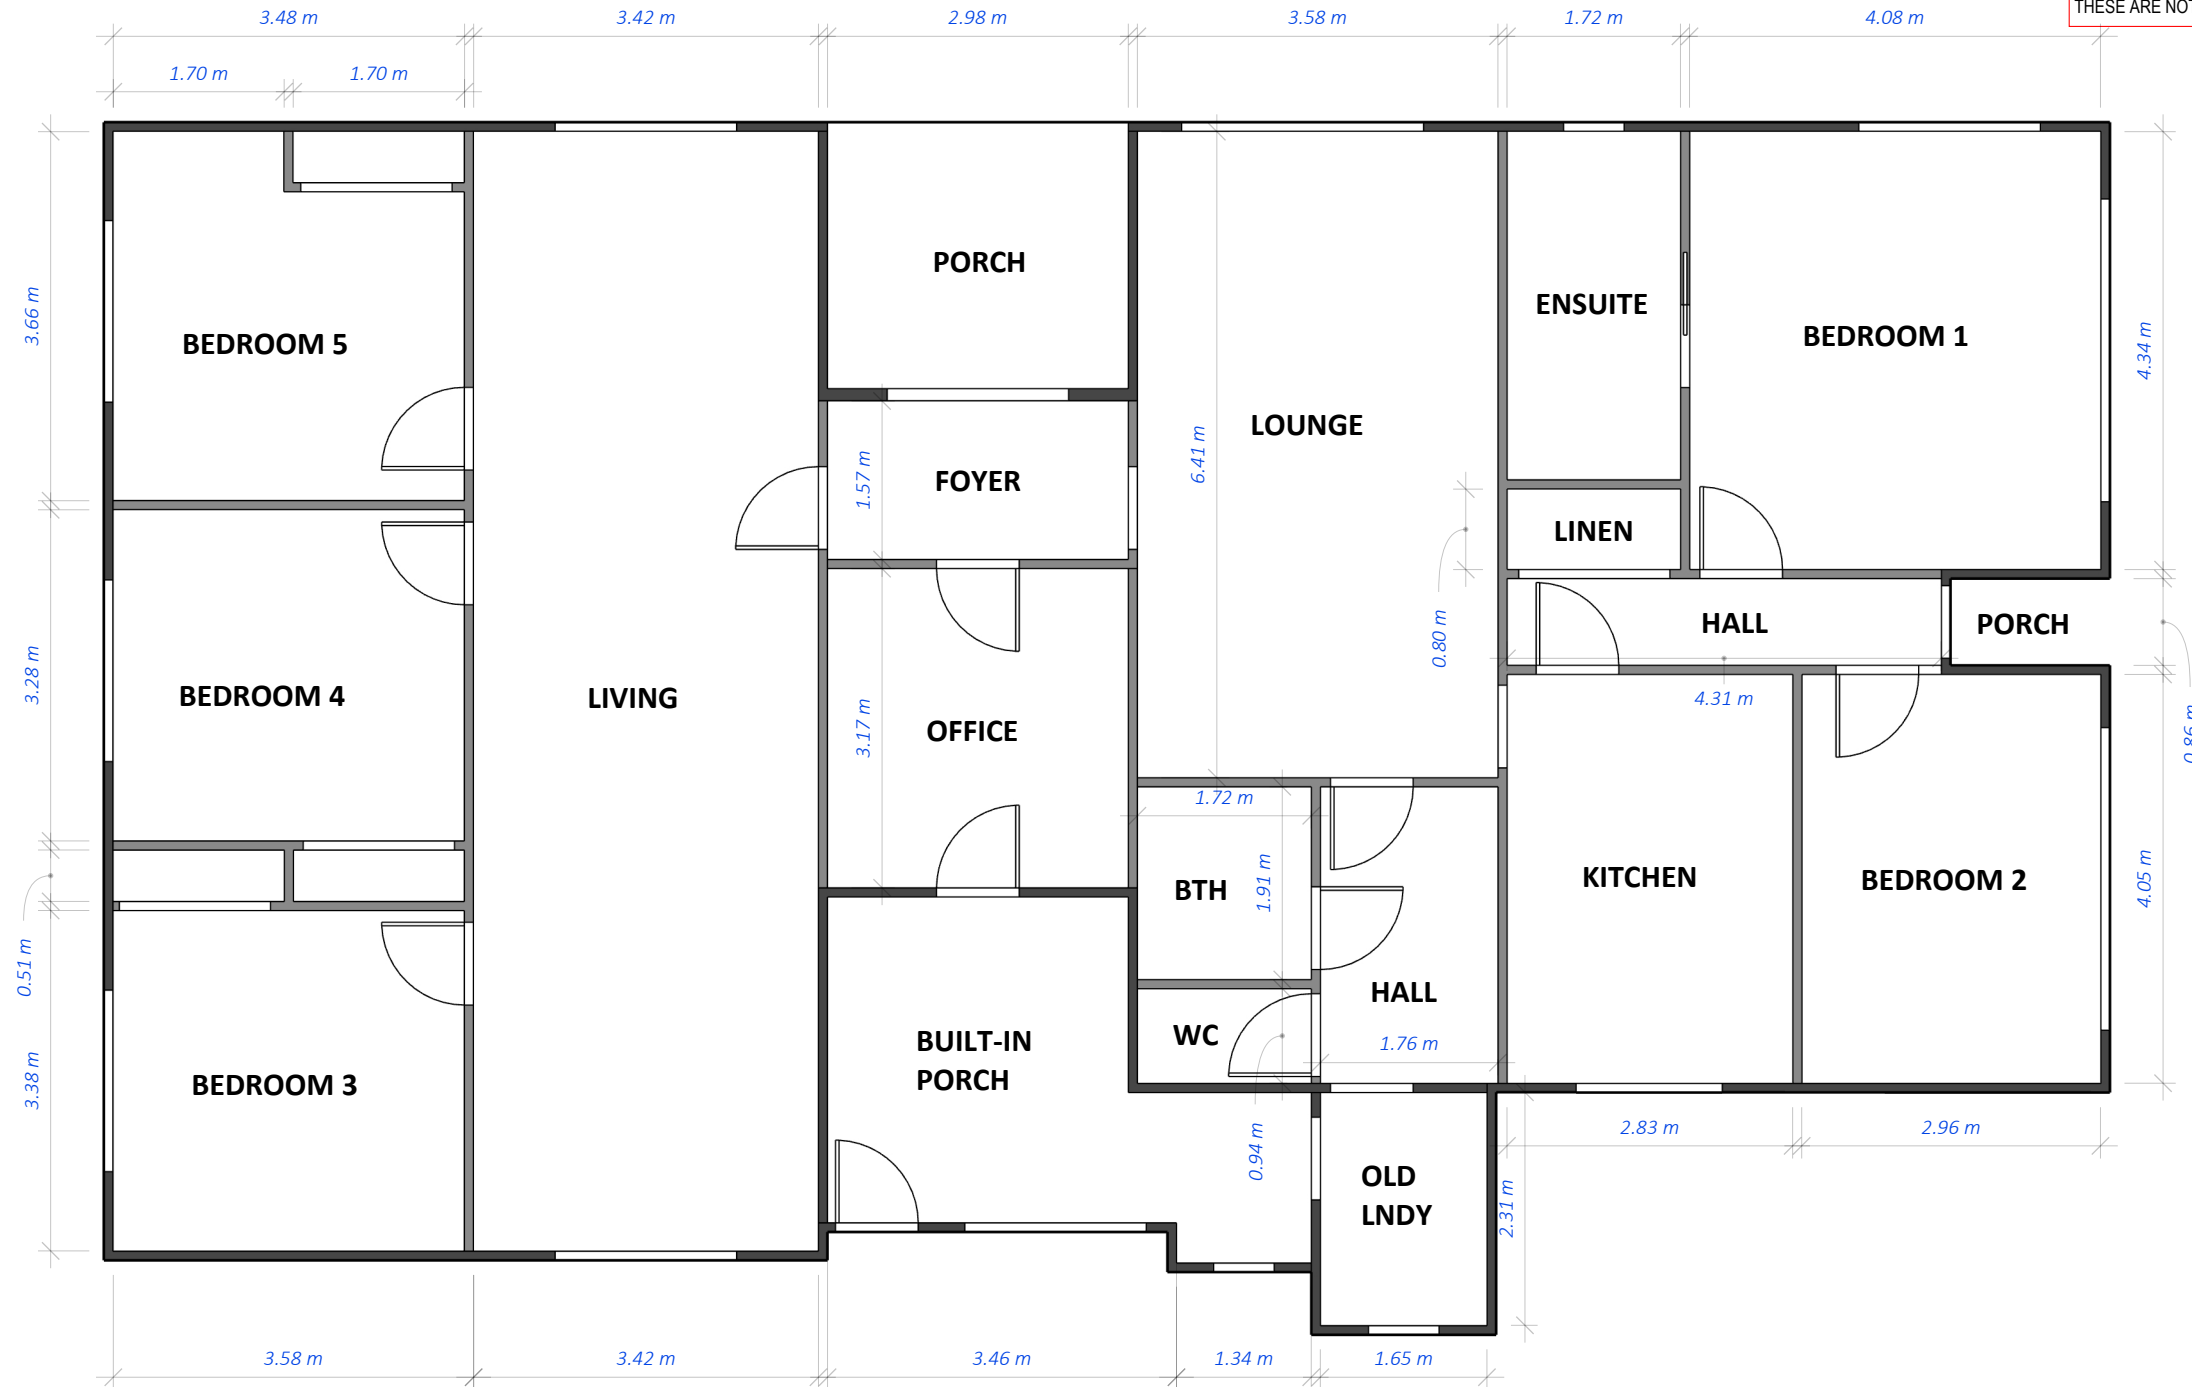 3.48 m
3.42 m
2.98 m
3.58 m
1.72 m
4.08 m
THESE ARE NOT
1.70 m
1.70 m
3.66 m
BEDROOM 5
PORCH
ENSUITE
BEDROOM 1
4.34 m
LOUNGE
6.41 m
1.57 m
FOYER
LINEN
0.80 m
HALL
PORCH
0.86 m
4.31 m
3.28 m
BEDROOM 4
LIVING
OFFICE
3.17 m
1.72 m
BTH
1.91 m
KITCHEN
BEDROOM 2
4.05 m
0.51 m
HALL
WC
1.76 m
BUILT-IN
PORCH
BEDROOM 3
3.38 m
0.94 m
2.83 m
2.96 m
OLD
LNDY
2.31 m
3.58 m
3.42 m
3.46 m
1.34 m
1.65 m